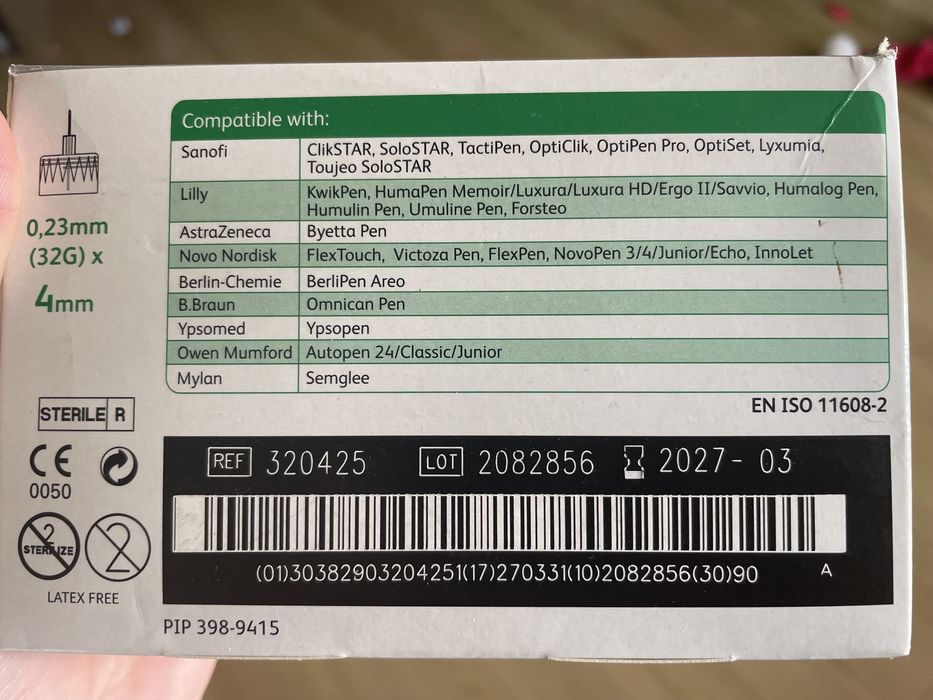 Compatible with:
Sanofi ClikSTAR, SoloSTAR, TactiPen, OptiClik, OptiPen Pro, OptiSet, Lyxumia,
Toujeo SoloSTAR
Lilly KwikPen, HumaPen Memoir/Luxura/Luxura HD/Ergo II/Savvio, Humalog Pen,
Humulin Pen, Umuline Pen, Forsteo
AstraZeneca Byetta Pen
Novo Nordisk FlexTouch, Victoza Pen, FlexPen, NovoPen 3/4/Junior/Echo, InnoLet
Berlin-Chemie BerliPen Areo
B.Braun Omnican Pen
Ypsomed Ypsopen
Owen Mumford Autopen 24/Classic/Junior
Mylan Semglee
0,23mm
(32G) x
4mm
EN ISO 11608-2
STERILE R
CE
0050
2
STERILIZE
2
LATEX FREE
REF 320425 LOT 2082856 2027-03
(01)30382903204251(17)270331(10)2082856(30)90 A
PIP 398-9415